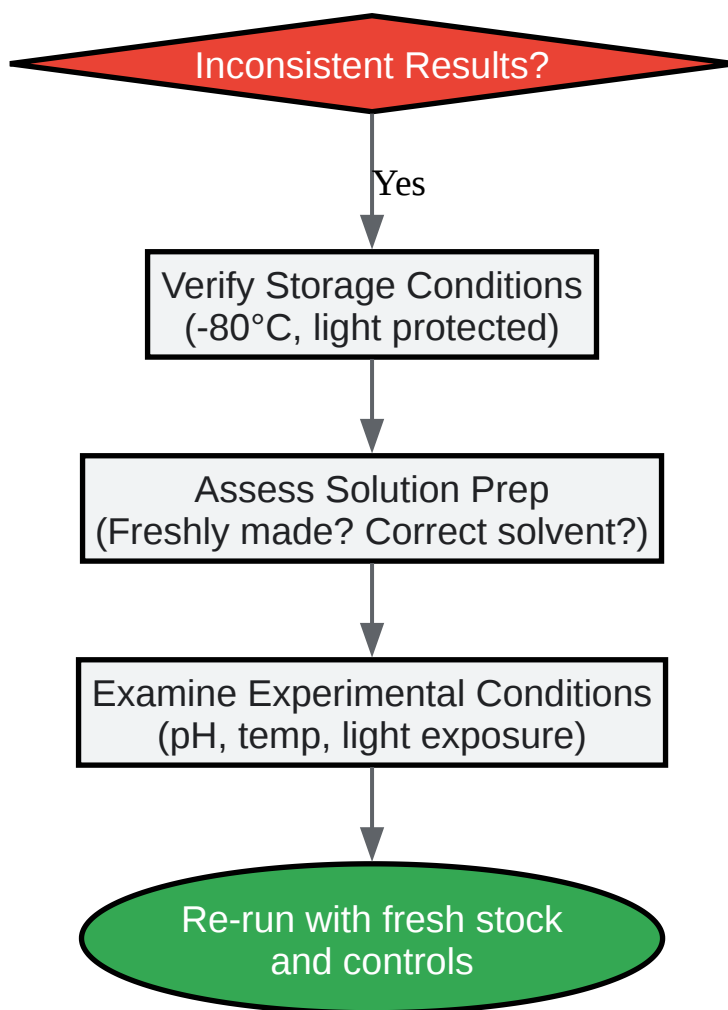 Inconsistent Results?
Yes
Verify Storage Conditions
(-80°C, light protected)
Assess Solution Prep
(Freshly made? Correct solvent?)
Examine Experimental Conditions
(pH, temp, light exposure)
Re-run with fresh stock
and controls